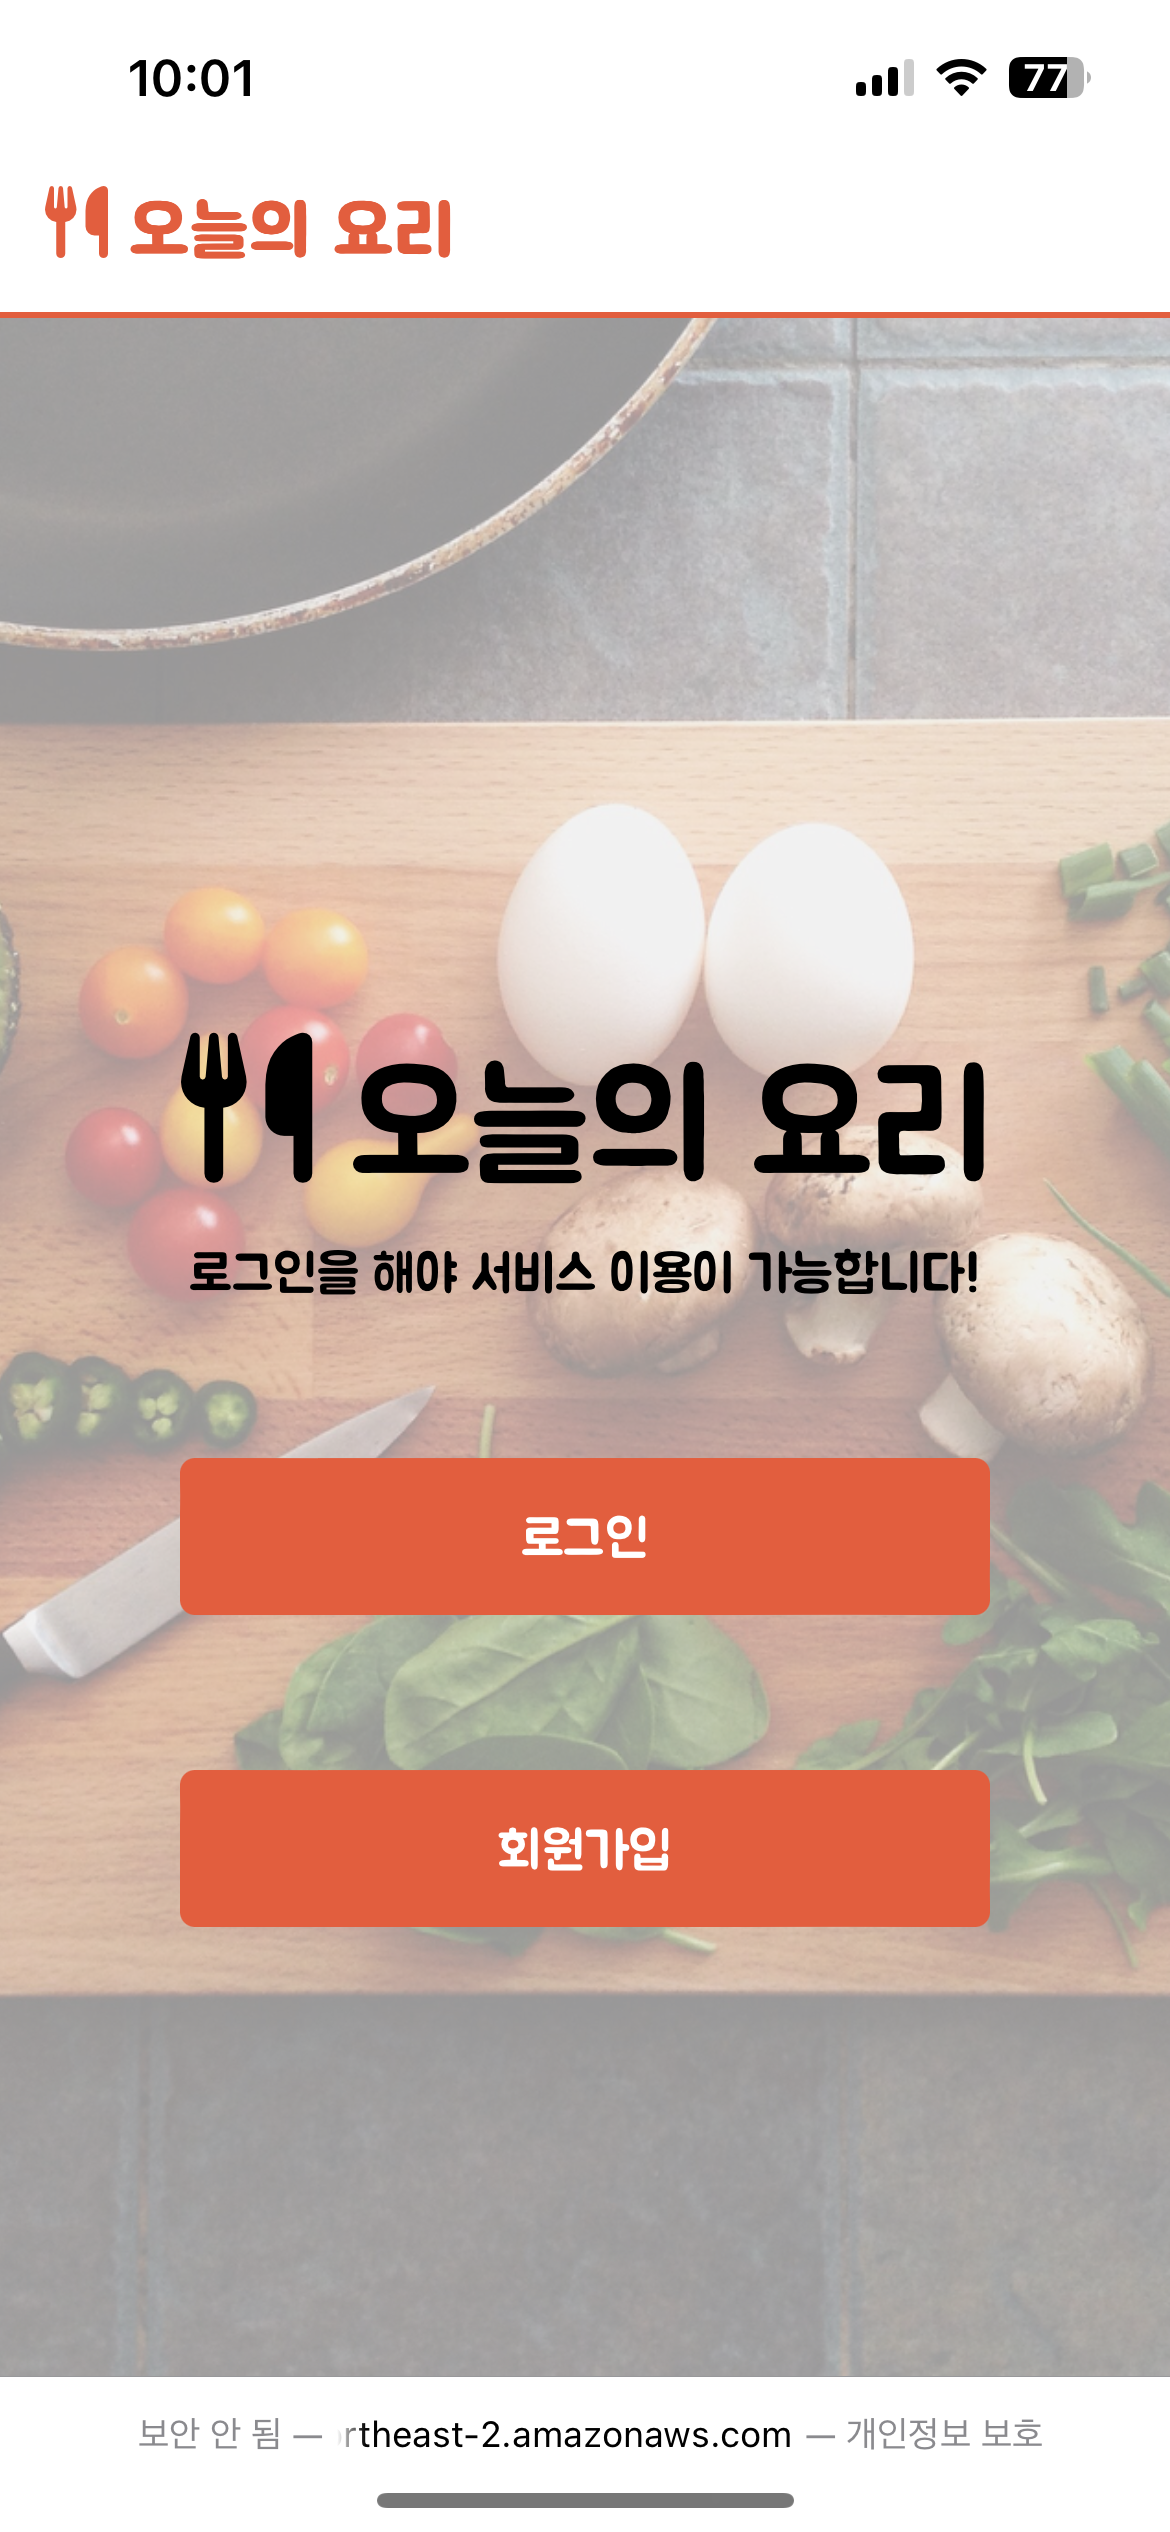 10:01
77
오늘의 요리
오늘의 요리
로그인을 해야 서비스 이용이 가능합니다!
로그인
회원가입
보안 안 됨 — rtheast-2.amazonaws.com — 개인정보 보호